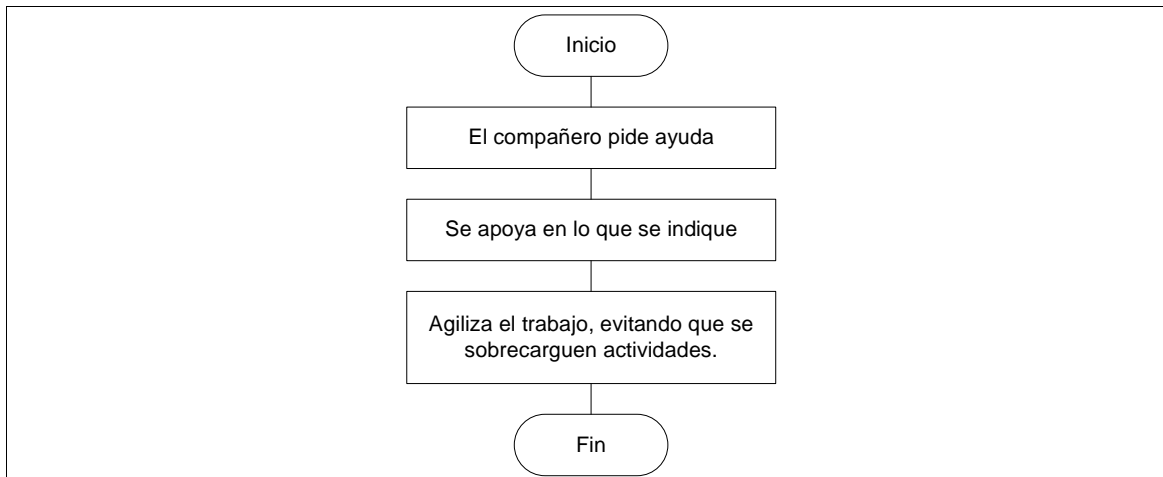 Inicio
El compañero pide ayuda
Se apoya en lo que se indique
Agiliza el trabajo, evitando que se
sobrecarguen actividades.
Fin